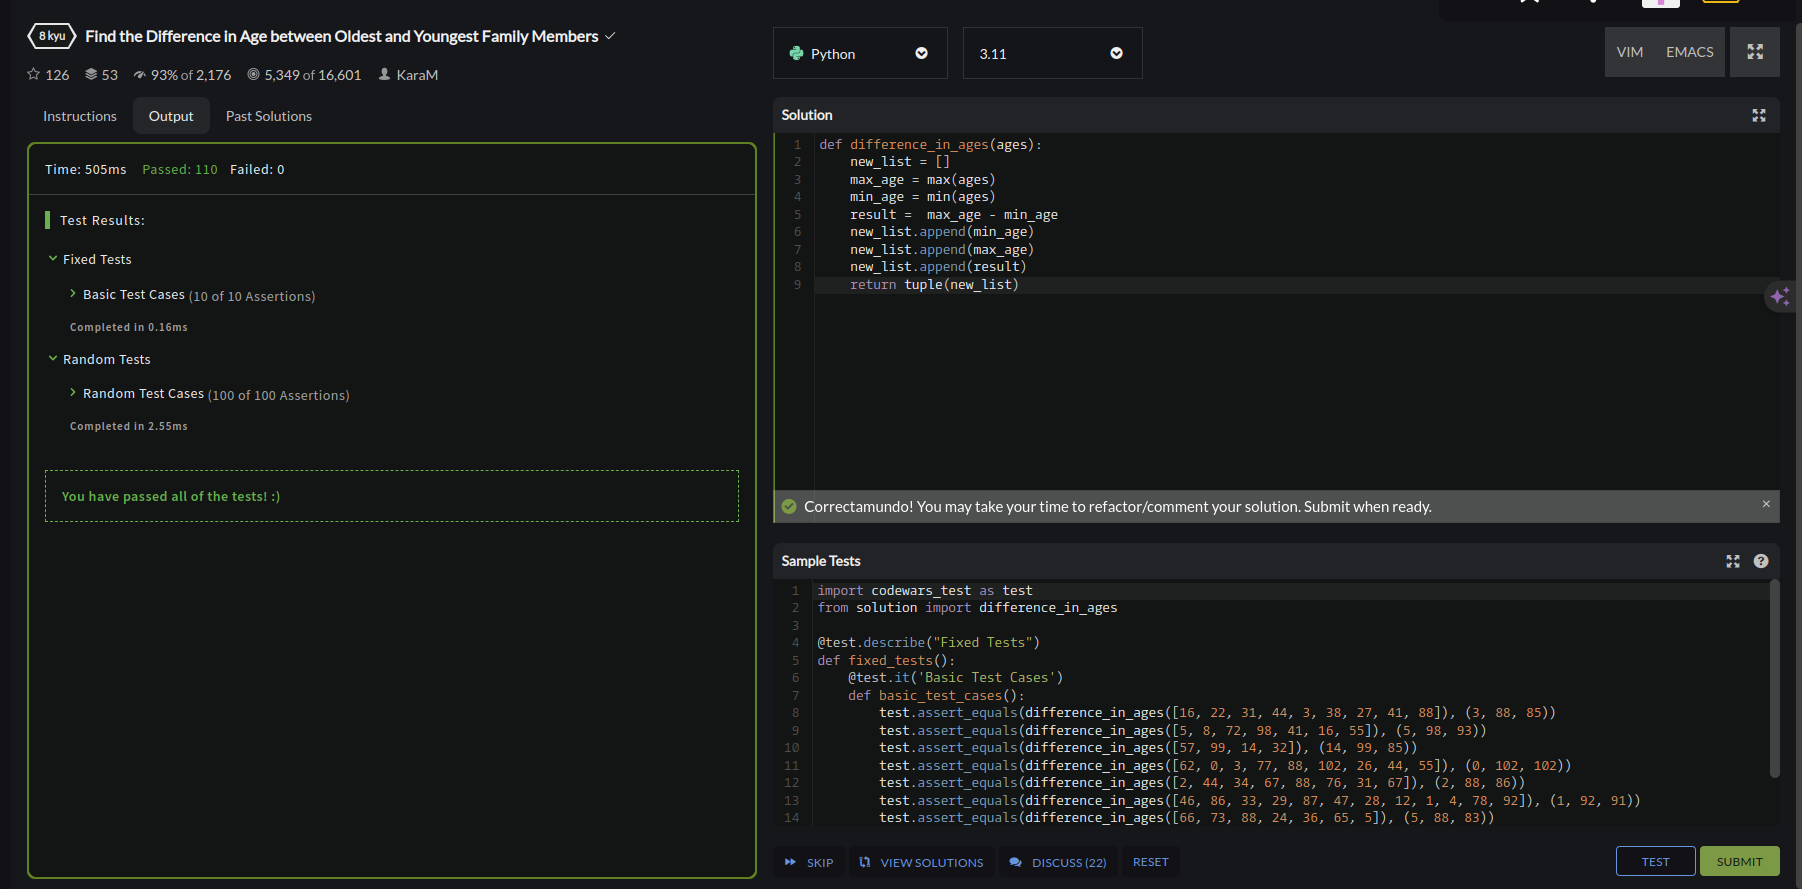 8 kyu Find the Difference in Age between Oldest and Youngest Family Members
126 53 93% of 2,176 5,349 of 16,601 KaraM
Instructions Output Past Solutions
Time: 505ms Passed: 110 Failed: 0
Test Results:
Fixed Tests
Basic Test Cases (10 of 10 Assertions)
Completed in 0.16ms
Random Tests
Random Test Cases (100 of 100 Assertions)
Completed in 2.55ms
You have passed all of the tests! :)
Python 3.11 VIM EMACS
Solution
1 def difference_in_ages(ages):
2     new_list = []
3     max_age = max(ages)
4     min_age = min(ages)
5     result =  max_age - min_age
6     new_list.append(min_age)
7     new_list.append(max_age)
8     new_list.append(result)
9     return tuple(new_list)
Correctamundo! You may take your time to refactor/comment your solution. Submit when ready. ×
Sample Tests ?
1 import codewars_test as test
2 from solution import difference_in_ages
3
4 @test.describe("Fixed Tests")
5 def fixed_tests():
6     @test.it('Basic Test Cases')
7     def basic_test_cases():
8         test.assert_equals(difference_in_ages([16, 22, 31, 44, 3, 38, 27, 41, 88]), (3, 88, 85))
9         test.assert_equals(difference_in_ages([5, 8, 72, 98, 41, 16, 55]), (5, 98, 93))
10         test.assert_equals(difference_in_ages([57, 99, 14, 32]), (14, 99, 85))
11         test.assert_equals(difference_in_ages([62, 0, 3, 77, 88, 102, 26, 44, 55]), (0, 102, 102))
12         test.assert_equals(difference_in_ages([2, 44, 34, 67, 88, 76, 31, 67]), (2, 88, 86))
13         test.assert_equals(difference_in_ages([46, 86, 33, 29, 87, 47, 28, 12, 1, 4, 78, 92]), (1, 92, 91))
14         test.assert_equals(difference_in_ages([66, 73, 88, 24, 36, 65, 5]), (5, 88, 83))
SKIP VIEW SOLUTIONS DISCUSS (22) RESET TEST SUBMIT